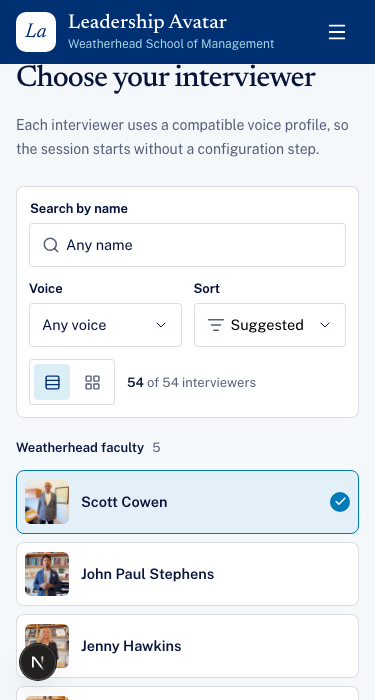 La
Leadership Avatar
Weatherhead School of Management
Choose your interviewer
Each interviewer uses a compatible voice profile, so
the session starts without a configuration step.
Search by name
Any name
Voice
Sort
Any voice
Suggested
54 of 54 interviewers
Weatherhead faculty 5
Scott Cowen
John Paul Stephens
Jenny Hawkins
N